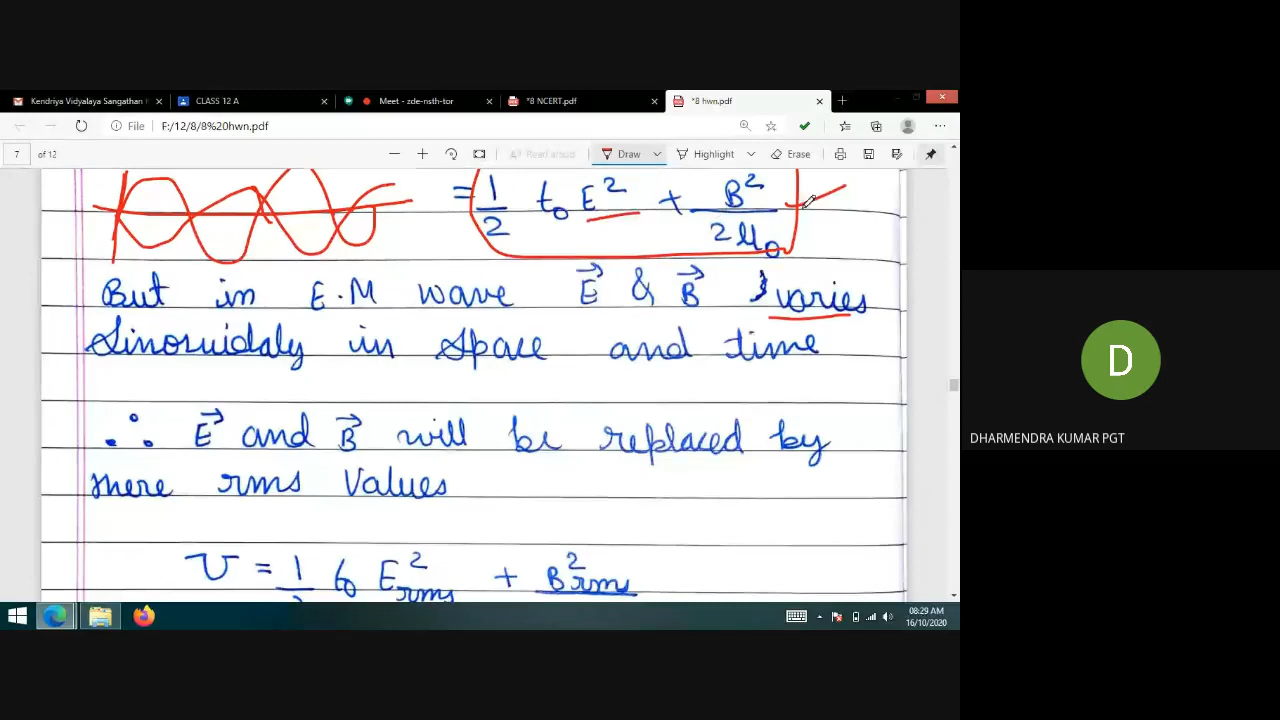 Kendriya Vidyalaya Sangathan
CLASS 12 A
Meet - zde-nsth-tor
*8 NCERT.pdf
*8 hwn.pdf
File
F:/12/8/8%20hwn.pdf
7 of 12
Read aloud
Draw
Highlight
Erase
= 1/2 ϵ0 E² + B²/2μ0
But in E.M wave E⃗ & B⃗ varies
Sinosuidaly in space and time
∴ E⃗ and B⃗ will be replaced by
there rms Values
U = 1/2 ϵ0 E²rms + B²rms
D
DHARMENDRA KUMAR PGT
08:29 AM
16/10/2020